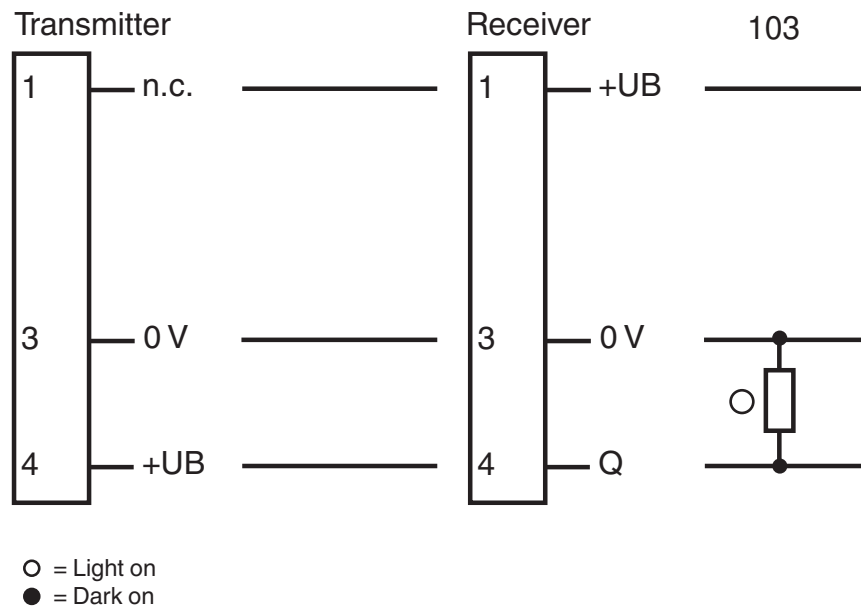 Transmitter
1 n.c.
3 0 V
4 +UB
Receiver 103
1 +UB
3 0 V
4 Q
= Light on
= Dark on